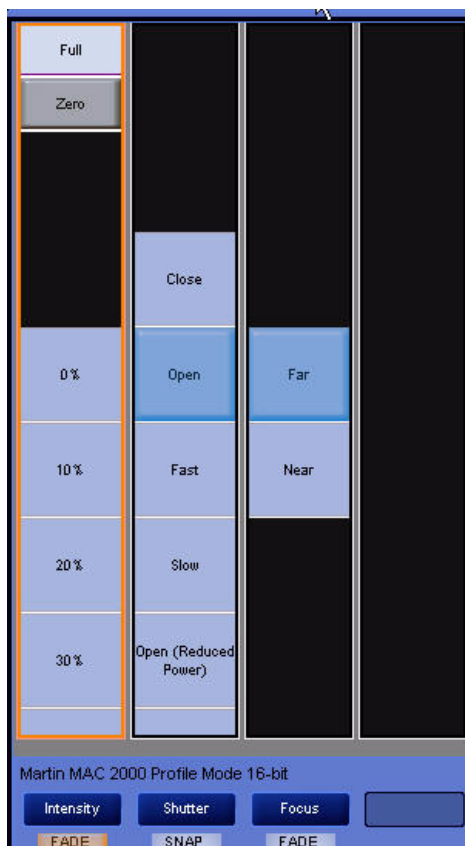 Full
Zero
Close
0%
Open
Far
10%
Fast
Near
20%
Slow
30%
Open (Reduced
Power)
Martin MAC 2000 Profile Mode 16-bit
Intensity
Shutter
Focus
FADE
SNAP
FADE